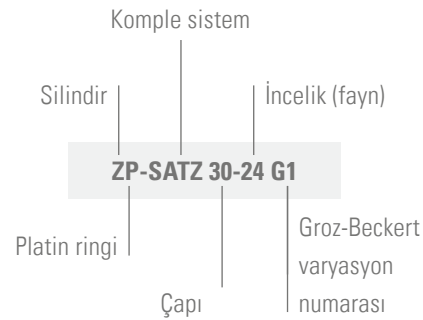 Komple sistem
Silindir
İncelik (fayn)
ZP-SATZ 30-24 G1
Platin ringi
Çapı
Groz-Beckert
varyasyon
numarası